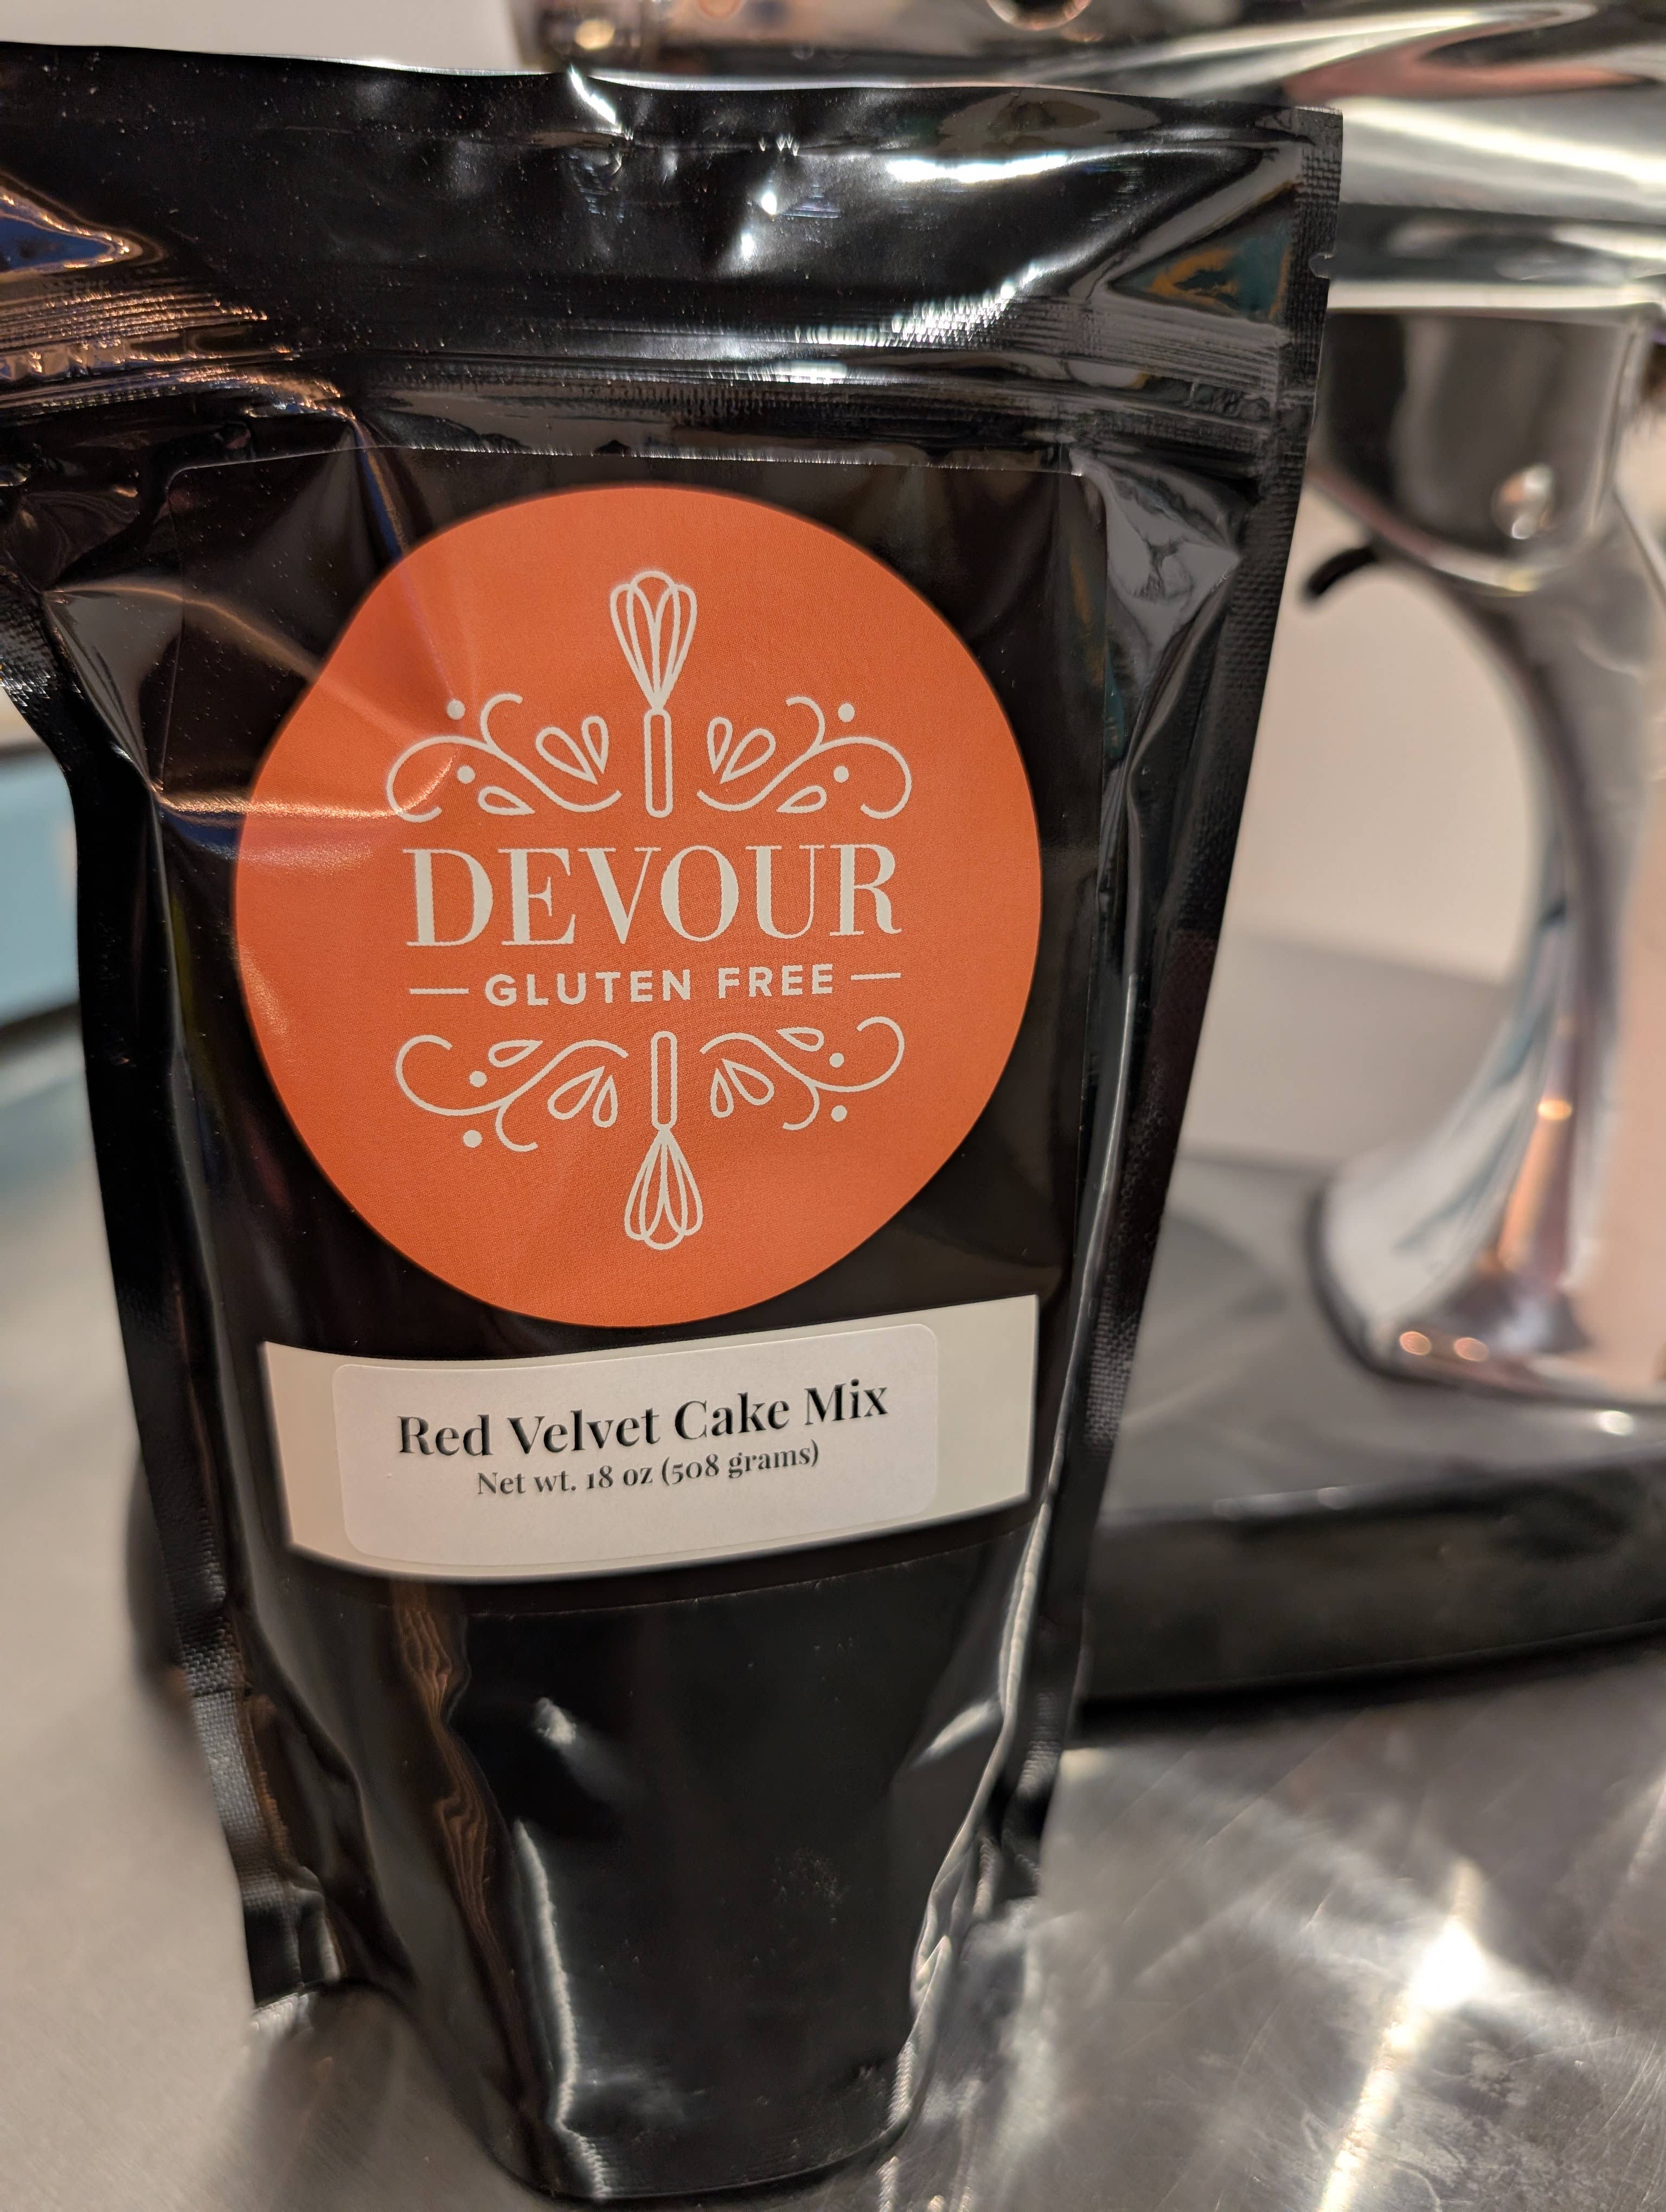 DEVOUR
GLUTEN FREE
Red Velvet Cake Mix
Net wt. 18 oz (508 grams)